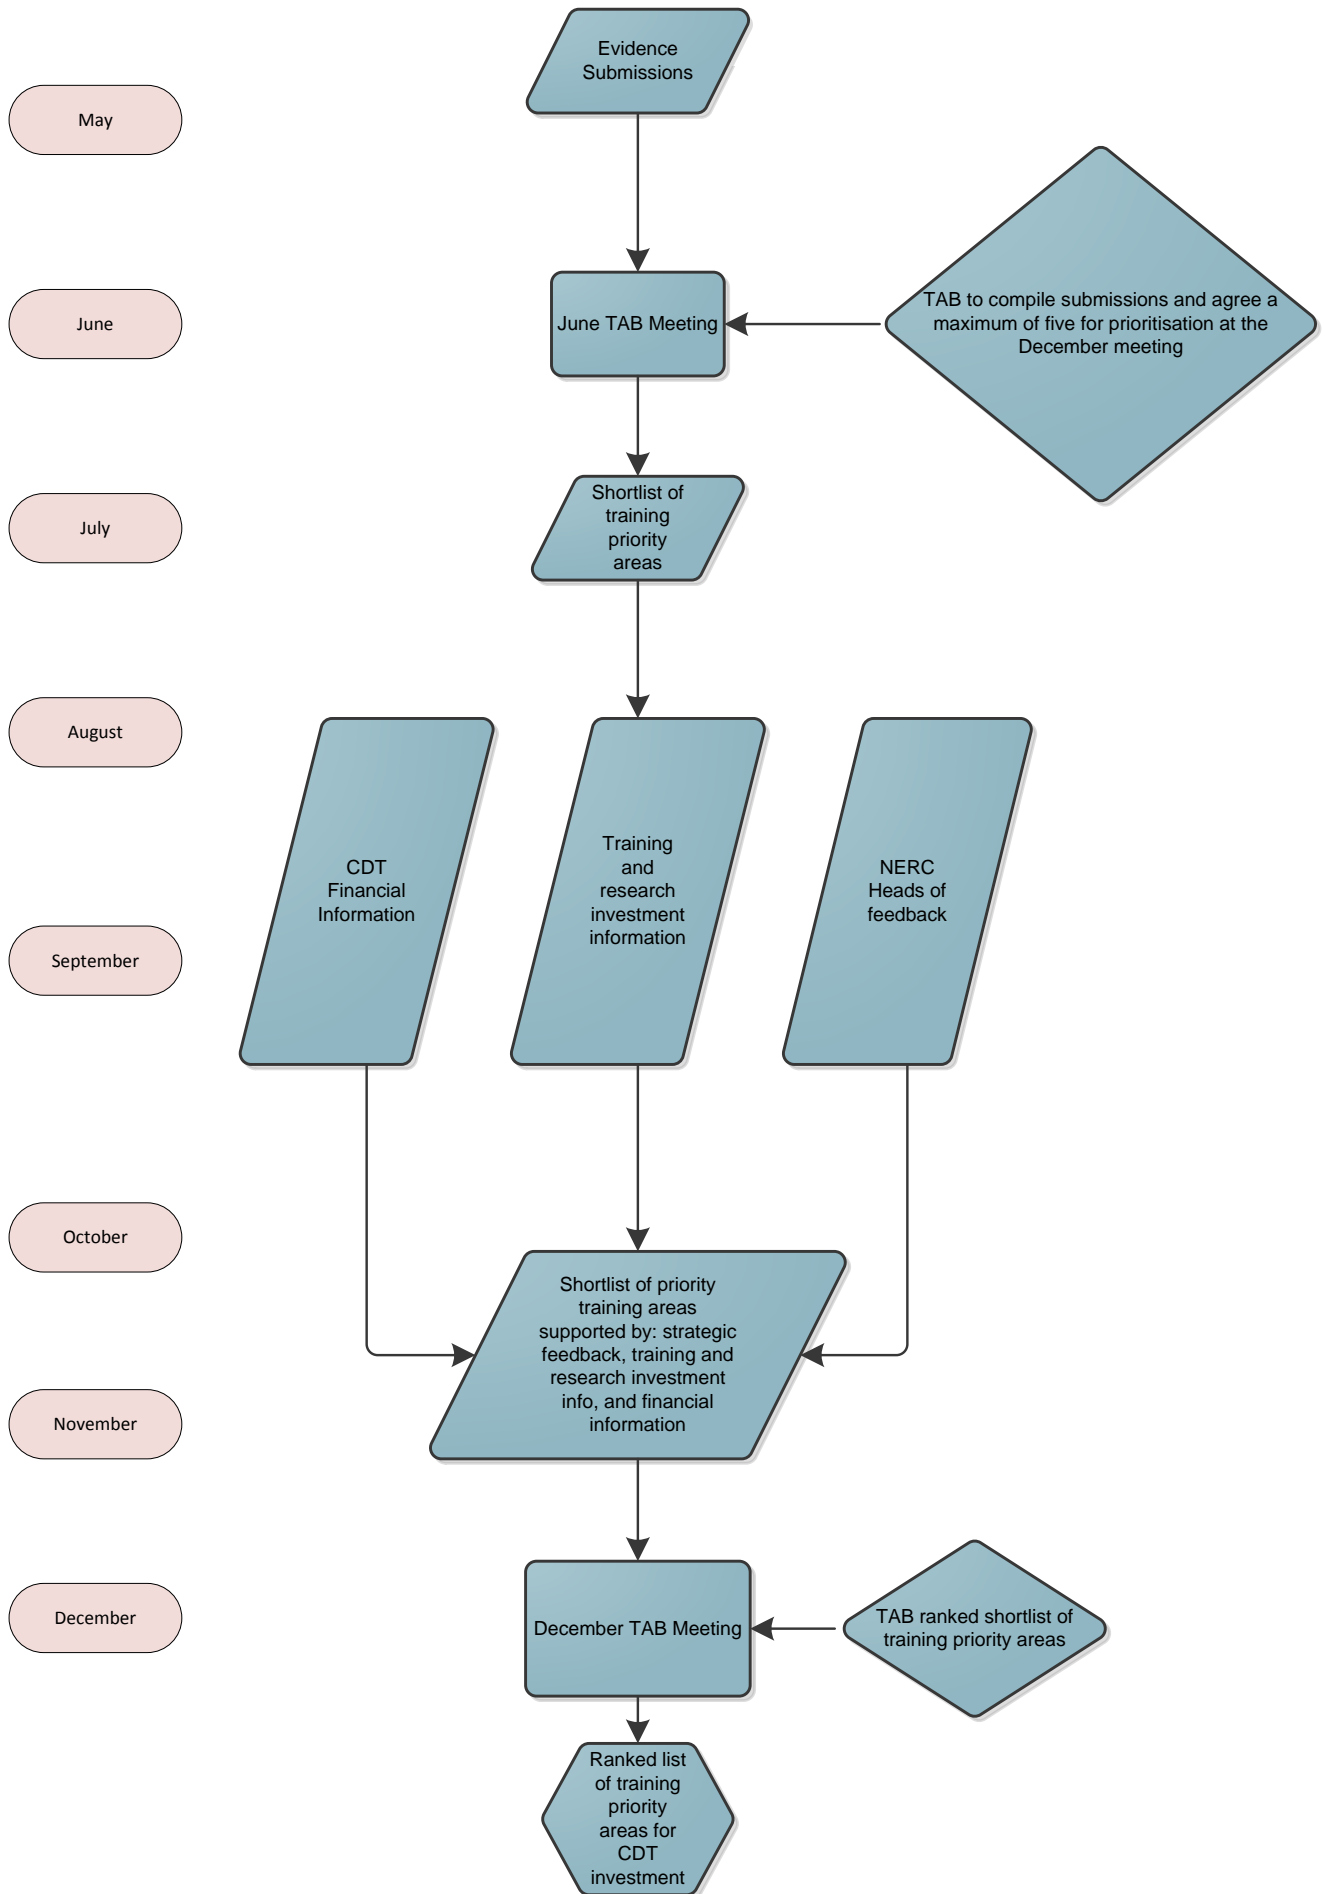 Evidence
Submissions
May
June
June TAB Meeting
TAB to compile submissions and agree a
maximum of five for prioritisation at the
December meeting
July
Shortlist of
training
priority
areas
August
CDT
Financial
Information
Training
and
research
investment
information
NERC
Heads of
feedback
September
October
Shortlist of priority
training areas
supported by: strategic
feedback, training and
research investment
info, and financial
information
November
December
December TAB Meeting
TAB ranked shortlist of
training priority areas
Ranked list
of training
priority
areas for
CDT
investment